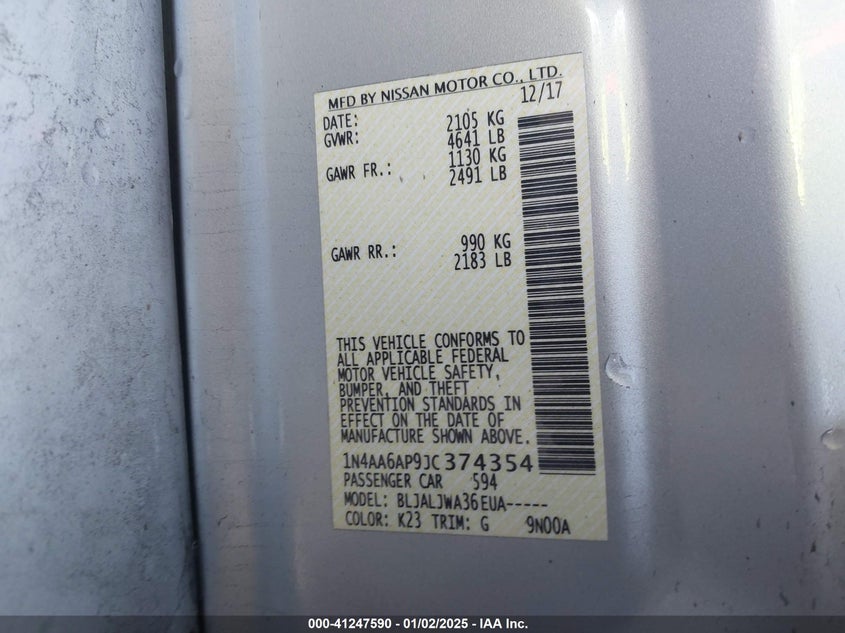 MFD BY NISSAN MOTOR CO., LTD.
DATE: 12/17
GVWR: 2105 KG
4641 LB
GAWR FR.: 1130 KG
2491 LB
GAWR RR.: 990 KG
2183 LB
THIS VEHICLE CONFORMS TO
ALL APPLICABLE FEDERAL
MOTOR VEHICLE SAFETY,
BUMPER, AND THEFT
PREVENTION STANDARDS IN
EFFECT ON THE DATE OF
MANUFACTURE SHOWN ABOVE.
1N4AA6AP9JC374354
PASSENGER CAR 594
MODEL: BLJALJWA36EUA-----
COLOR: K23 TRIM: G 9N00A
000-41247590 - 01/02/2025 - IAA Inc.